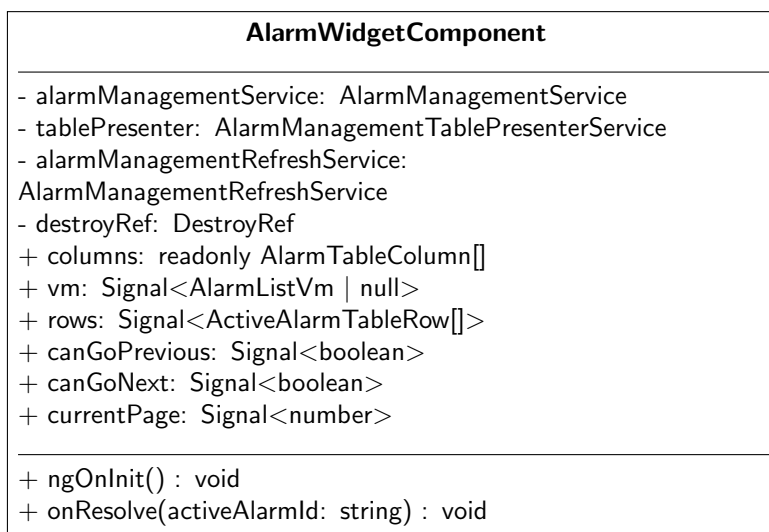 AlarmWidgetComponent
- alarmManagementService: AlarmManagementService
- tablePresenter: AlarmManagementTablePresenterService
- alarmManagementRefreshService:
AlarmManagementRefreshService
- destroyRef: DestroyRef
+ columns: readonly AlarmTableColumn[]
+ vm: Signal<AlarmListVm | null>
+ rows: Signal<ActiveAlarmTableRow[]>
+ canGoPrevious: Signal<boolean>
+ canGoNext: Signal<boolean>
+ currentPage: Signal<number>
+ ngOnInit() : void
+ onResolve(activeAlarmId: string) : void